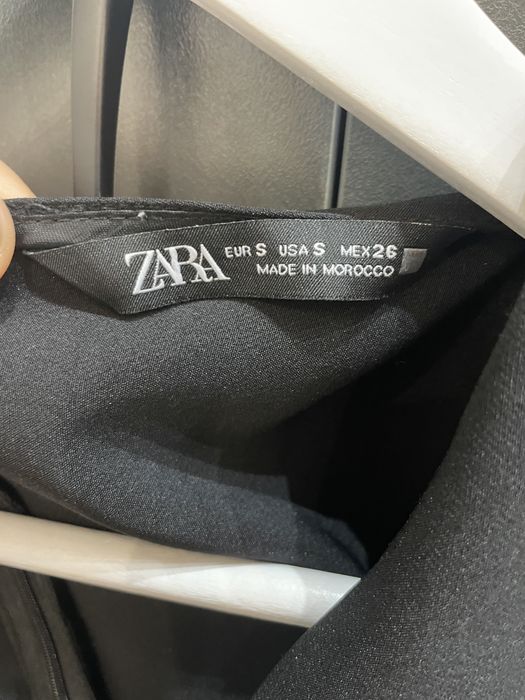 ZARA
EUR S USA S MEX 26
MADE IN MOROCCO